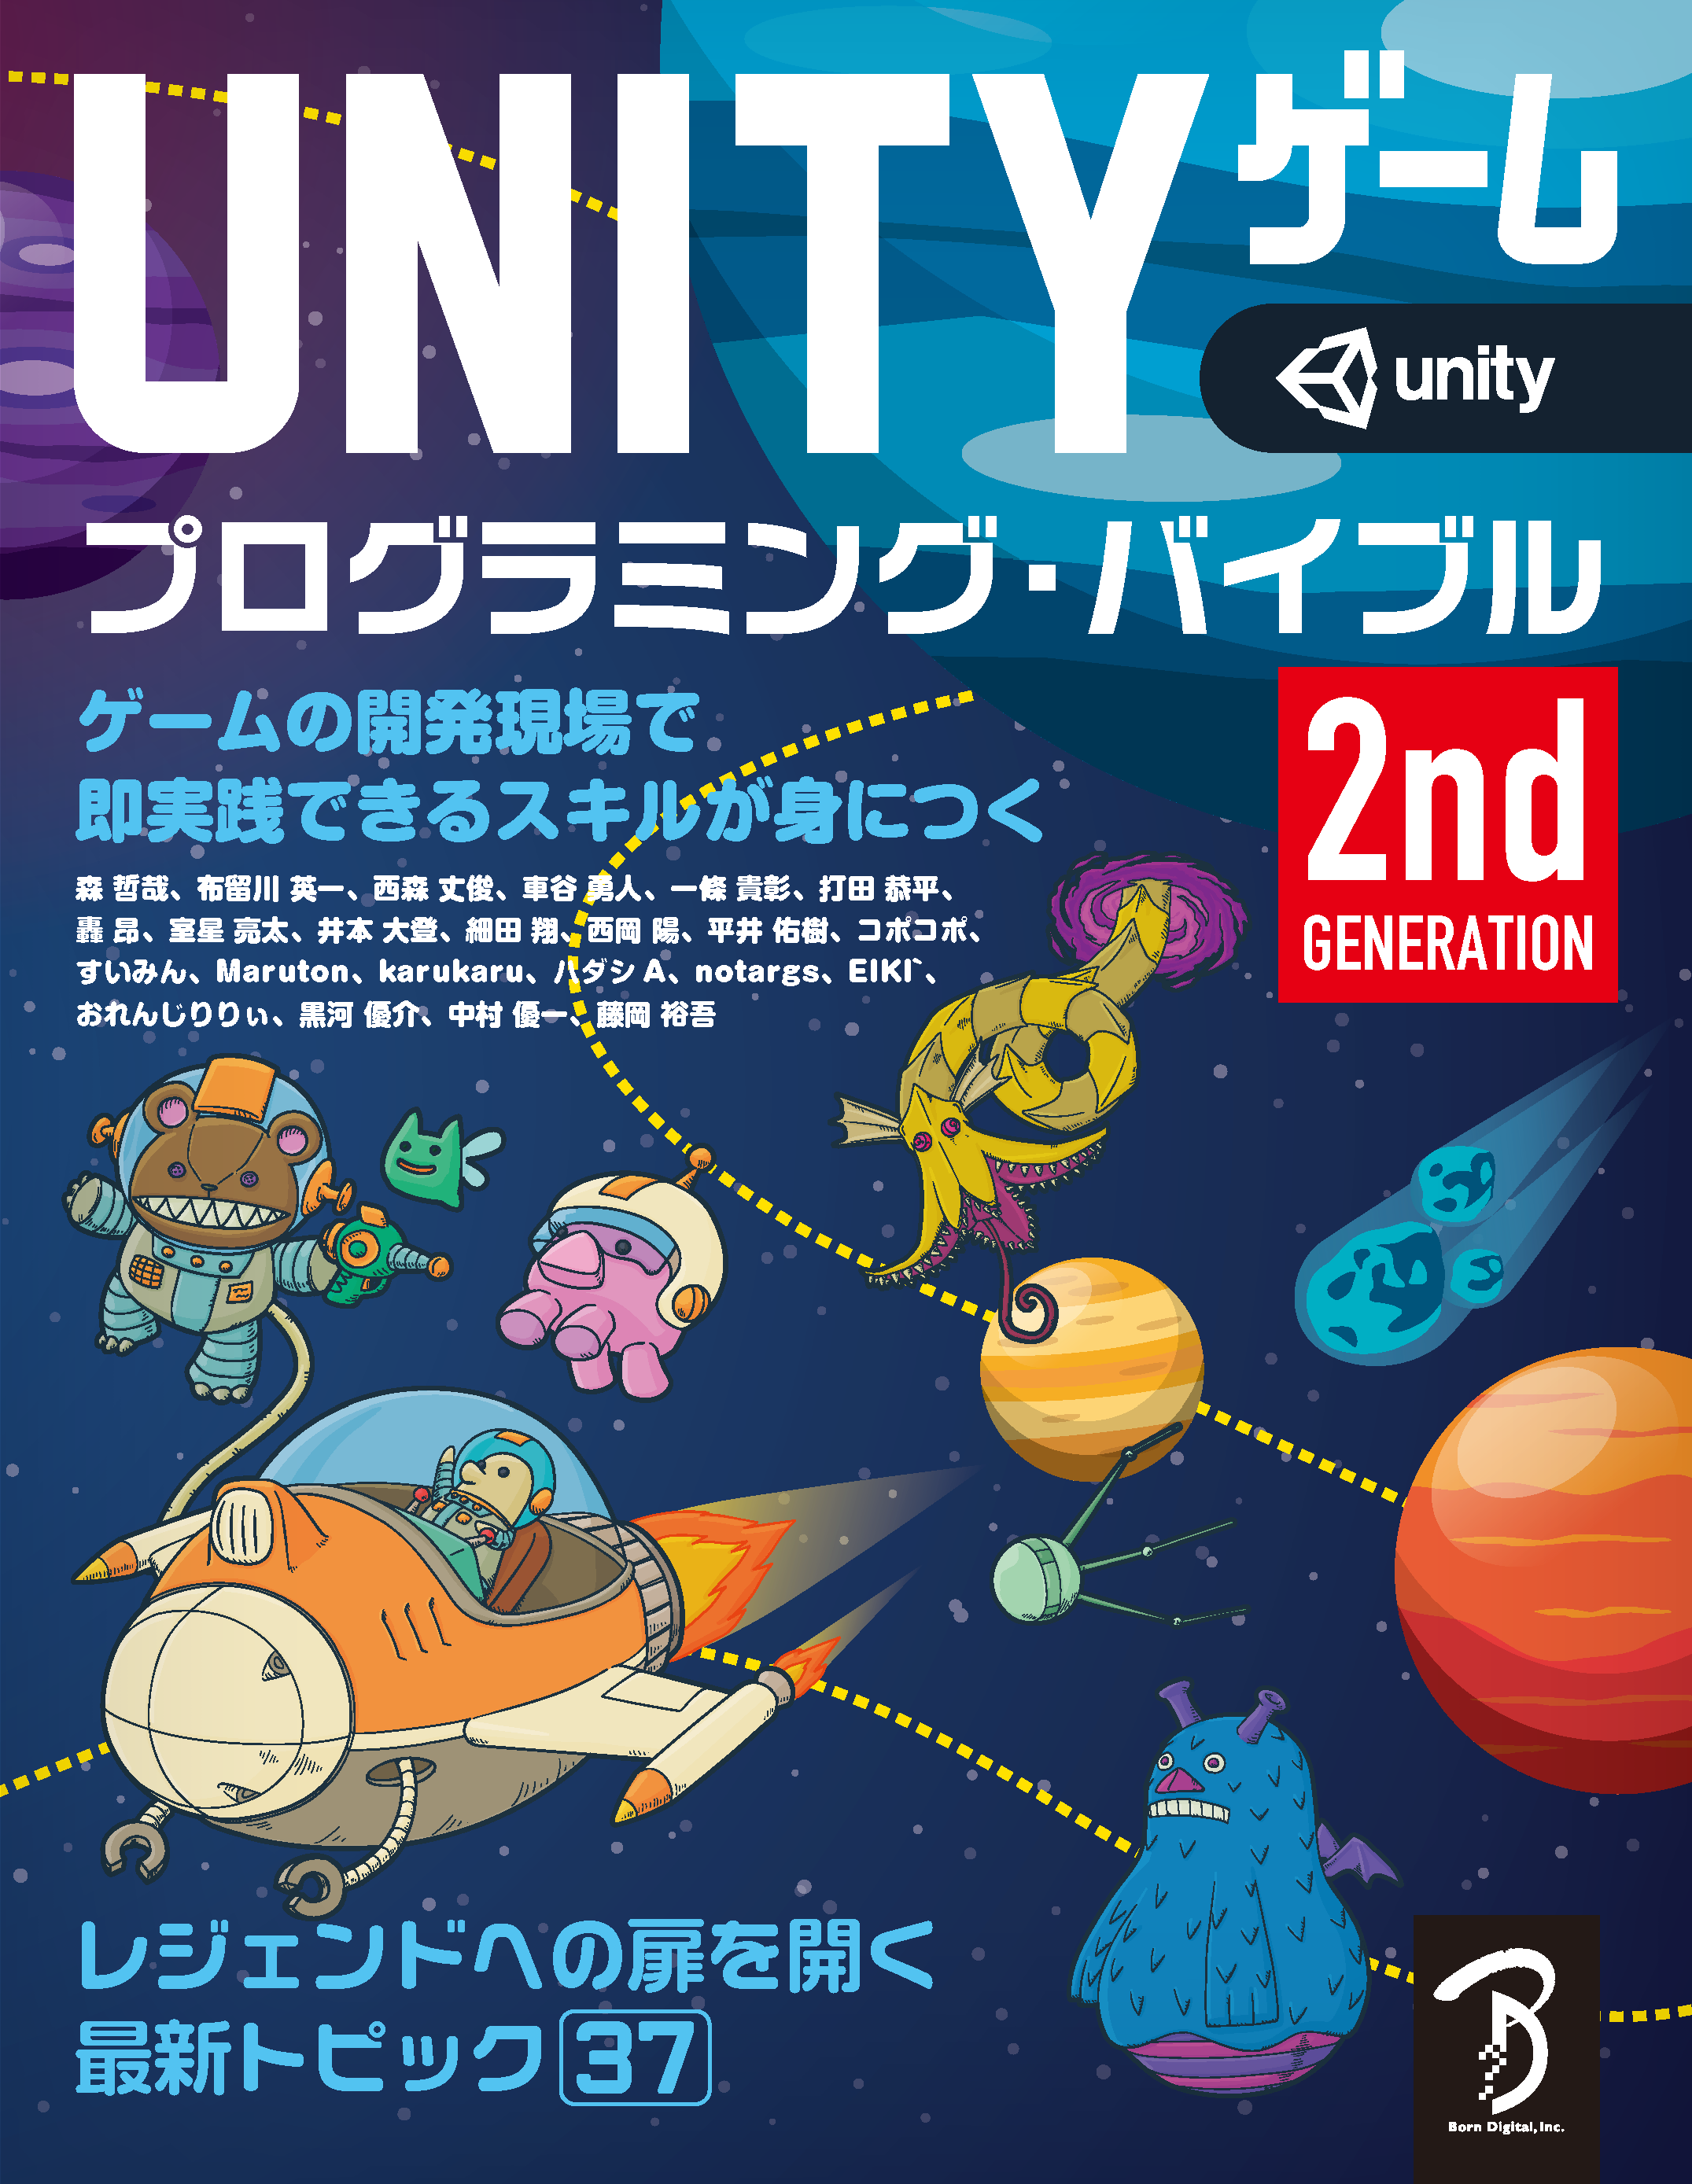 UNITY ゲーム
unity
プログラミング・バイブル
2nd
GENERATION
ゲームの開発現場で
即実践できるスキルが身につく
森 哲哉、布留川 英一、西森 丈俊、車谷 勇人、一條 貴彰、打田 恭平、
轟 昂、室星 亮太、井本 大登、細田 翔、西岡 陽、平井 佑樹、コポコポ、
すいみん、Maruton、karukaru、ハダシA、notargs、EIKI`、
おれんじりりぃ、黒河 優介、中村 優一、藤岡 裕吾
レジェンドへの扉を開く
最新トピック37
Born Digital, Inc.